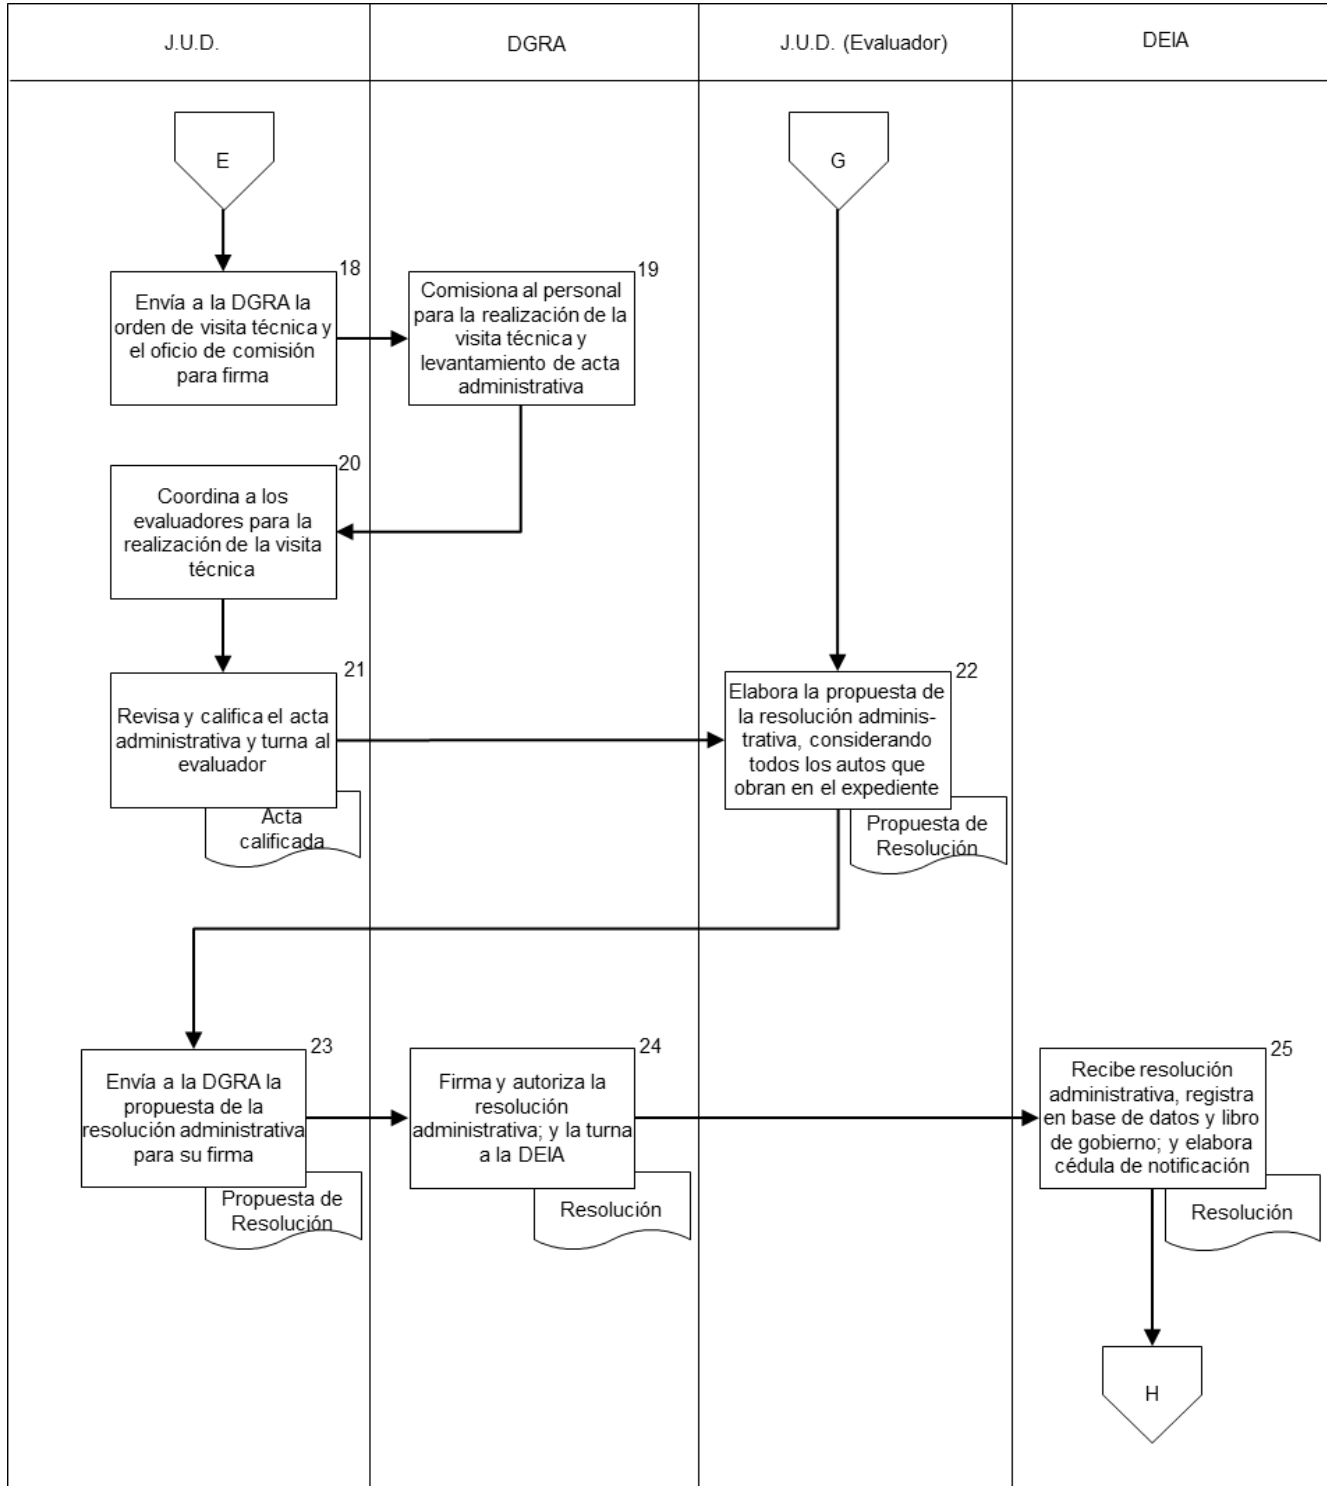 J.U.D.
DGRA
J.U.D. (Evaluador)
DEIA
E
G
18
Envía a la DGRA la
orden de visita técnica y
el oficio de comisión
para firma
19
Comisiona al personal
para la realización de la
visita técnica y
levantamiento de acta
administrativa
20
Coordina a los
evaluadores para la
realización de la visita
técnica
21
Revisa y califica el acta
administrativa y turna al
evaluador
Acta
calificada
22
Elabora la propuesta de
la resolución adminis-
trativa, considerando
todos los autos que
obran en el expediente
Propuesta de
Resolución
23
Envía a la DGRA la
propuesta de la
resolución administrativa
para su firma
Propuesta de
Resolución
24
Firma y autoriza la
resolución
administrativa; y la turna
a la DEIA
Resolución
25
Recibe resolución
administrativa, registra
en base de datos y libro
de gobierno; y elabora
cédula de notificación
Resolución
H